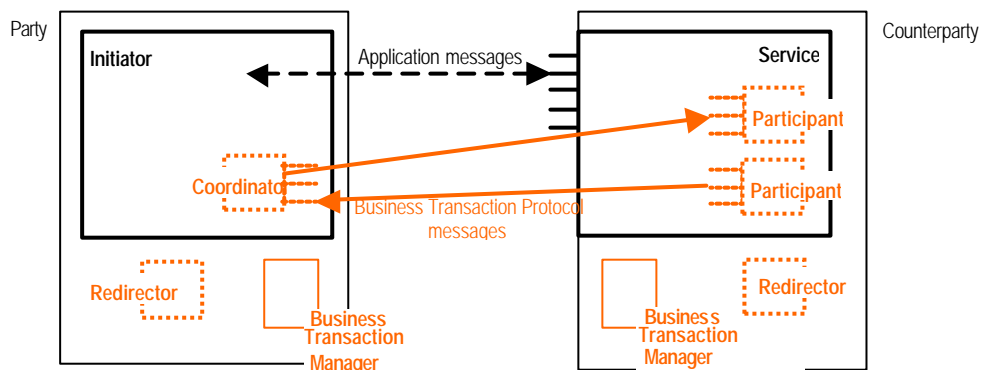 Party
Counterparty
Initiator
Application messages
Service
Participant
Coordinato
Participant
Business Transaction Protocol
messages
Redirector
Business
Transaction
Manager
Business
Transaction
Manager
Redirector